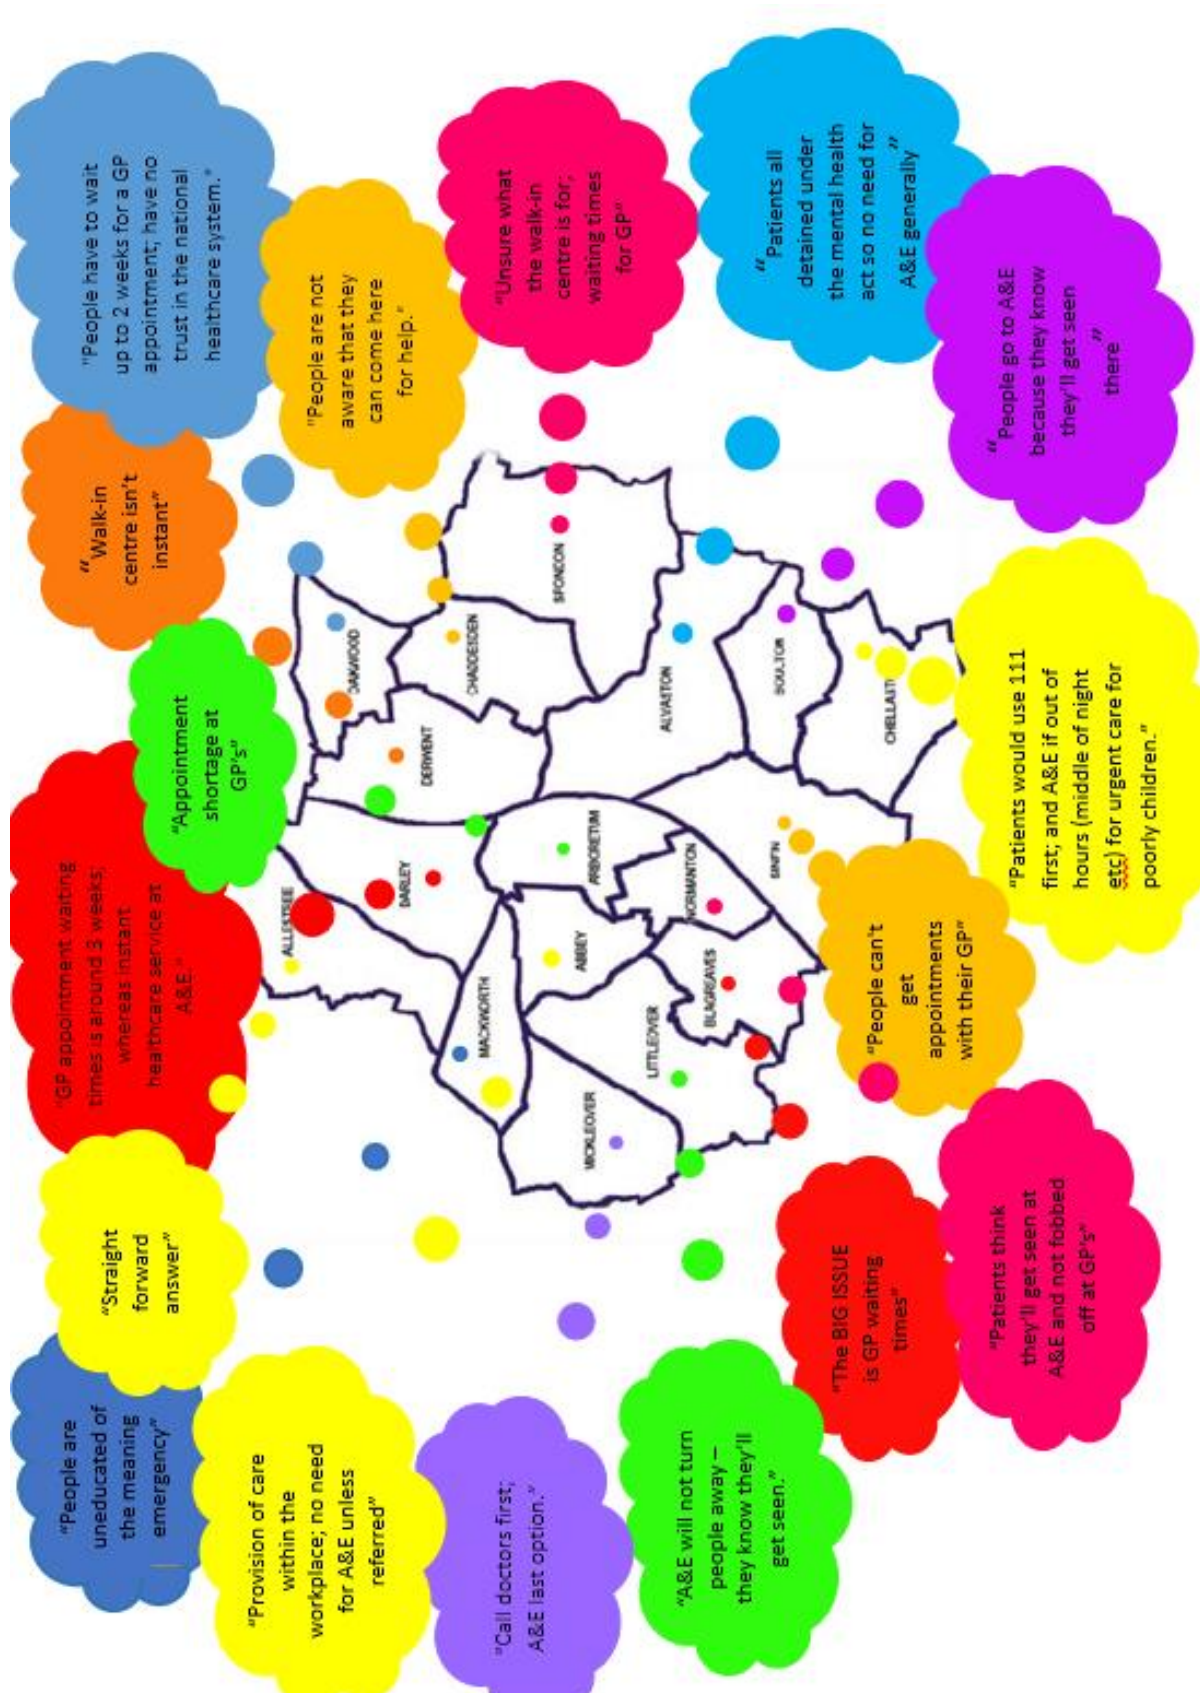 "People are
uneducated of
the meaning
emergency"
"Straight
forward
answer"
"GP appointment waiting
times is around 3 weeks;
whereas instant
healthcare service at
A&E."
"Appointment
shortage at
GP's"
"Walk-in
centre isn't
instant"
"People have to wait
up to 2 weeks for a GP
appointment; have no
trust in the national
healthcare system."
"Provision of care
within the
workplace; no need
for A&E unless
referred"
"People are not
aware that they
can come here
for help."
"Call doctors first;
A&E last option."
"Unsure what
the walk-in
centre is for;
waiting times
for GP"
"A&E will not turn
people away –
they know they'll
get seen."
"Patients all
detained under
the mental health
act so no need for
A&E generally"
"The BIG ISSUE
is GP waiting
times"
"Patients think
they'll get seen at
A&E and not fobbed
off at GP's"
"People can't
get
appointments
with their GP"
"Patients would use 111
first; and A&E if out of
hours (middle of night
etc) for urgent care for
poorly children."
"People go to A&E
because they know
they'll get seen
there"
ALLESTREE
OAKWOOD
DARLEY
DERWENT
CHADDESDEN
MACKWORTH
SPONDON
ABBEY
ARBORETUM
MICKLEOVER
LITTLEOVER
ALVASTON
NORMANTON
BLAGREAVES
BOULTON
SINFIN
CHELLAST